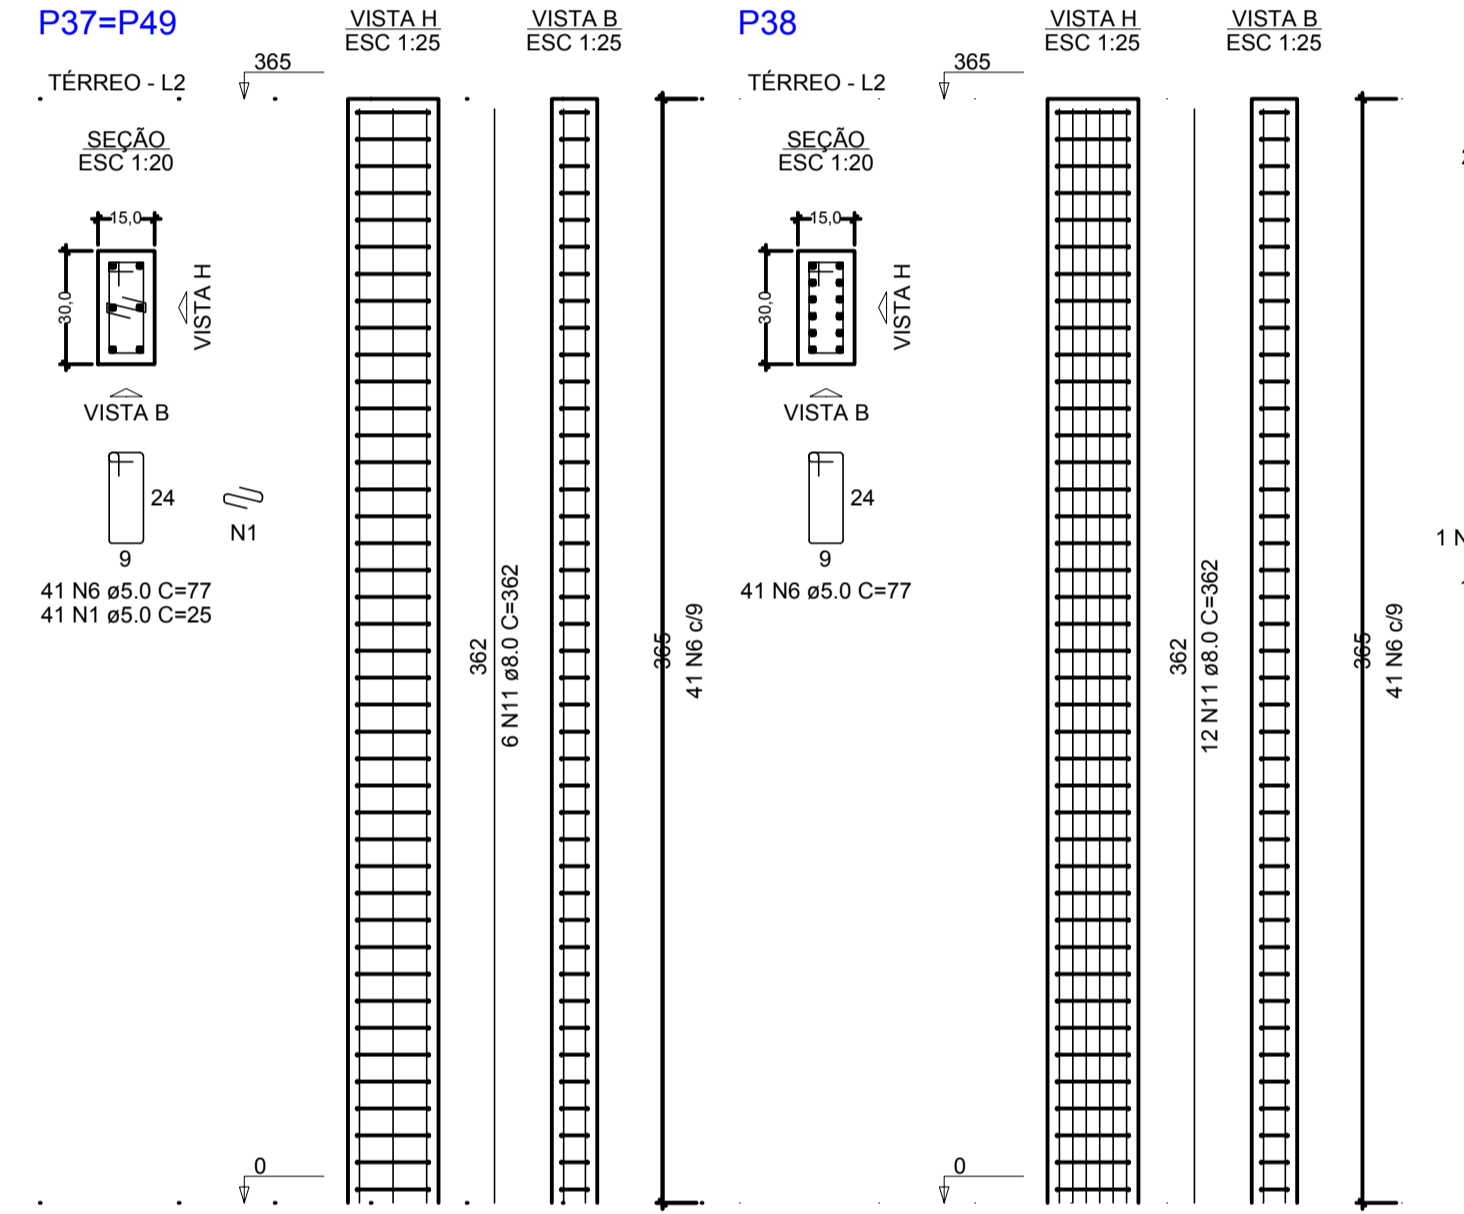 P37=P49
VISTA H
ESC 1:25
VISTA B
ESC 1:25
TÉRREO - L2
365
SEÇÃO
ESC 1:20
15,0
30,0
VISTA H
VISTA B
24
9
N1
41 N6 ø5.0 C=77
41 N1 ø5.0 C=25
362
6 N11 ø8.0 C=362
365
41 N6 c/9
0
P38
VISTA H
ESC 1:25
VISTA B
ESC 1:25
TÉRREO - L2
365
SEÇÃO
ESC 1:20
15,0
30,0
VISTA H
VISTA B
24
9
41 N6 ø5.0 C=77
362
12 N11 ø8.0 C=362
365
41 N6 c/9
0
1 N